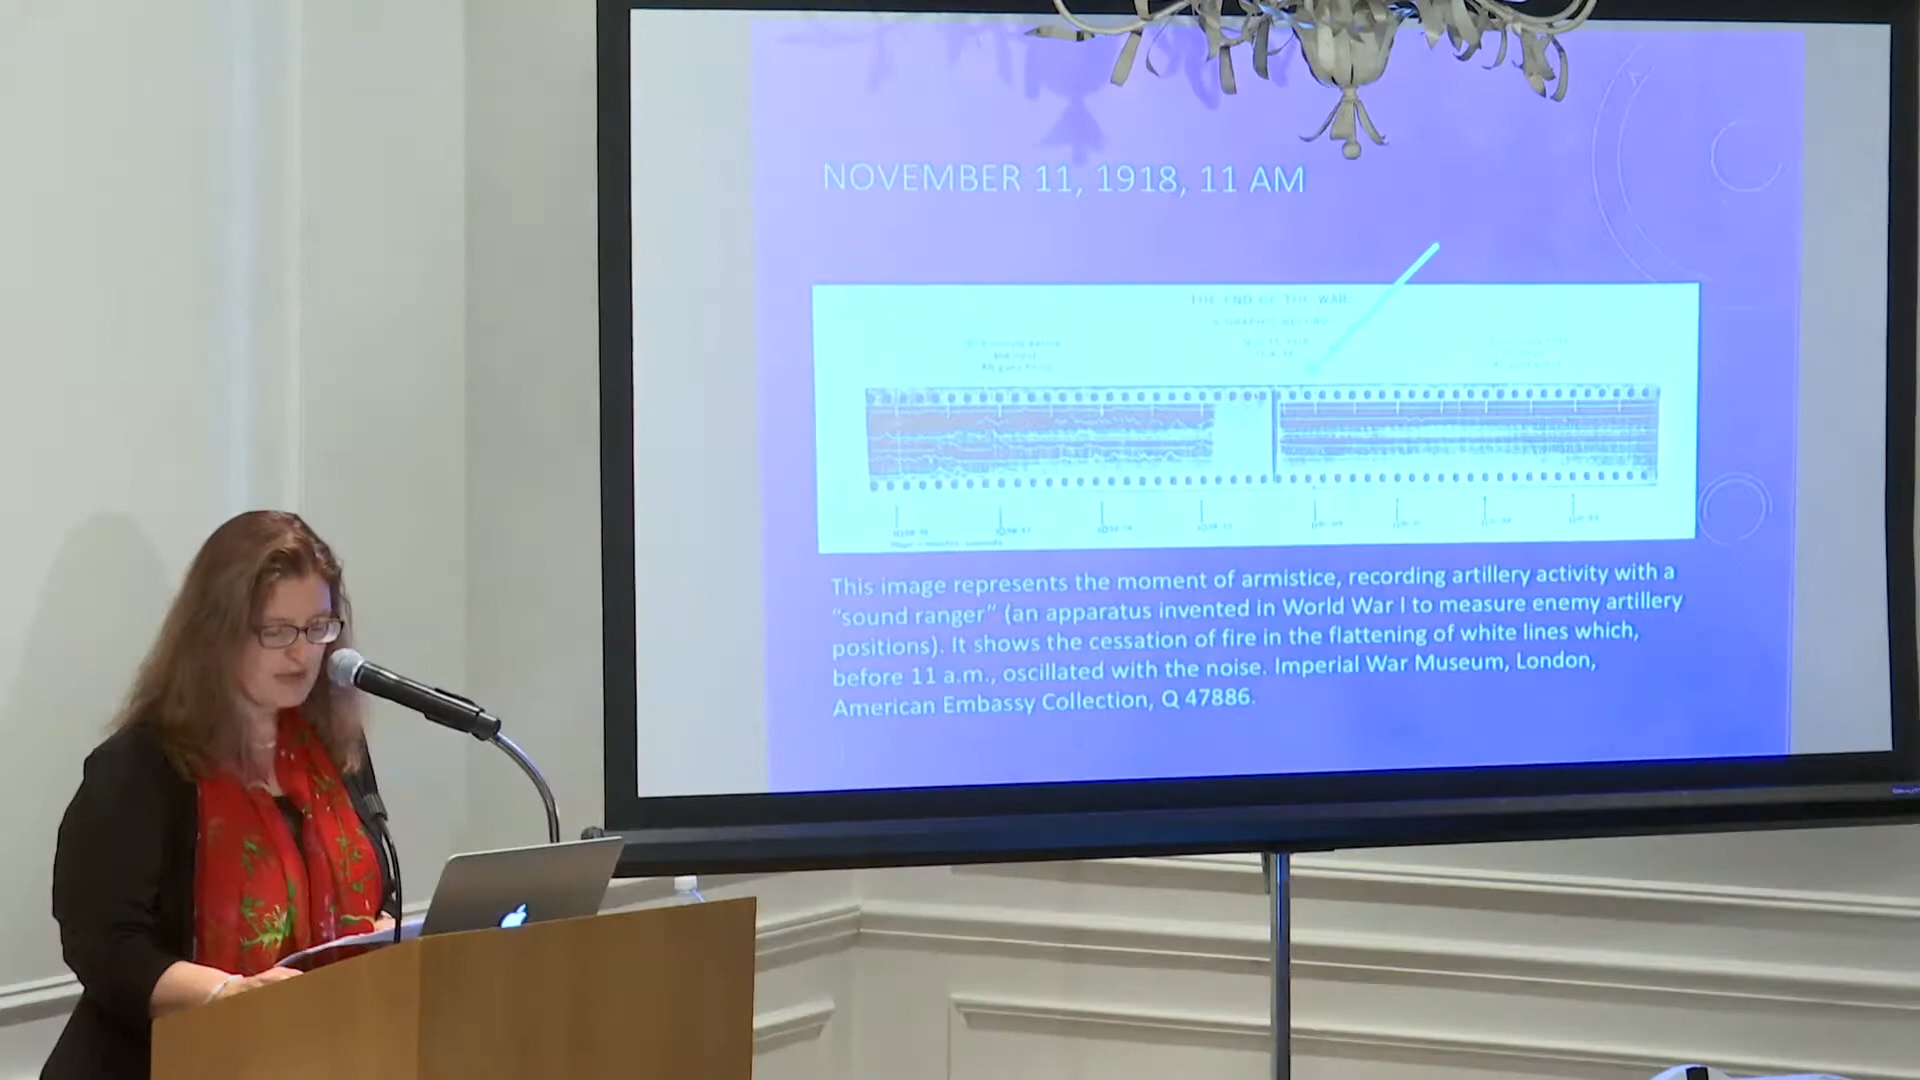 NOVEMBER 11, 1918, 11 AM
THE END OF THE WAR
A GRAPHIC RECORD
This image represents the moment of armistice, recording artillery activity with a
“sound ranger” (an apparatus invented in World War I to measure enemy artillery
positions). It shows the cessation of fire in the flattening of white lines which,
before 11 a.m., oscillated with the noise. Imperial War Museum, London,
American Embassy Collection, Q 47886.